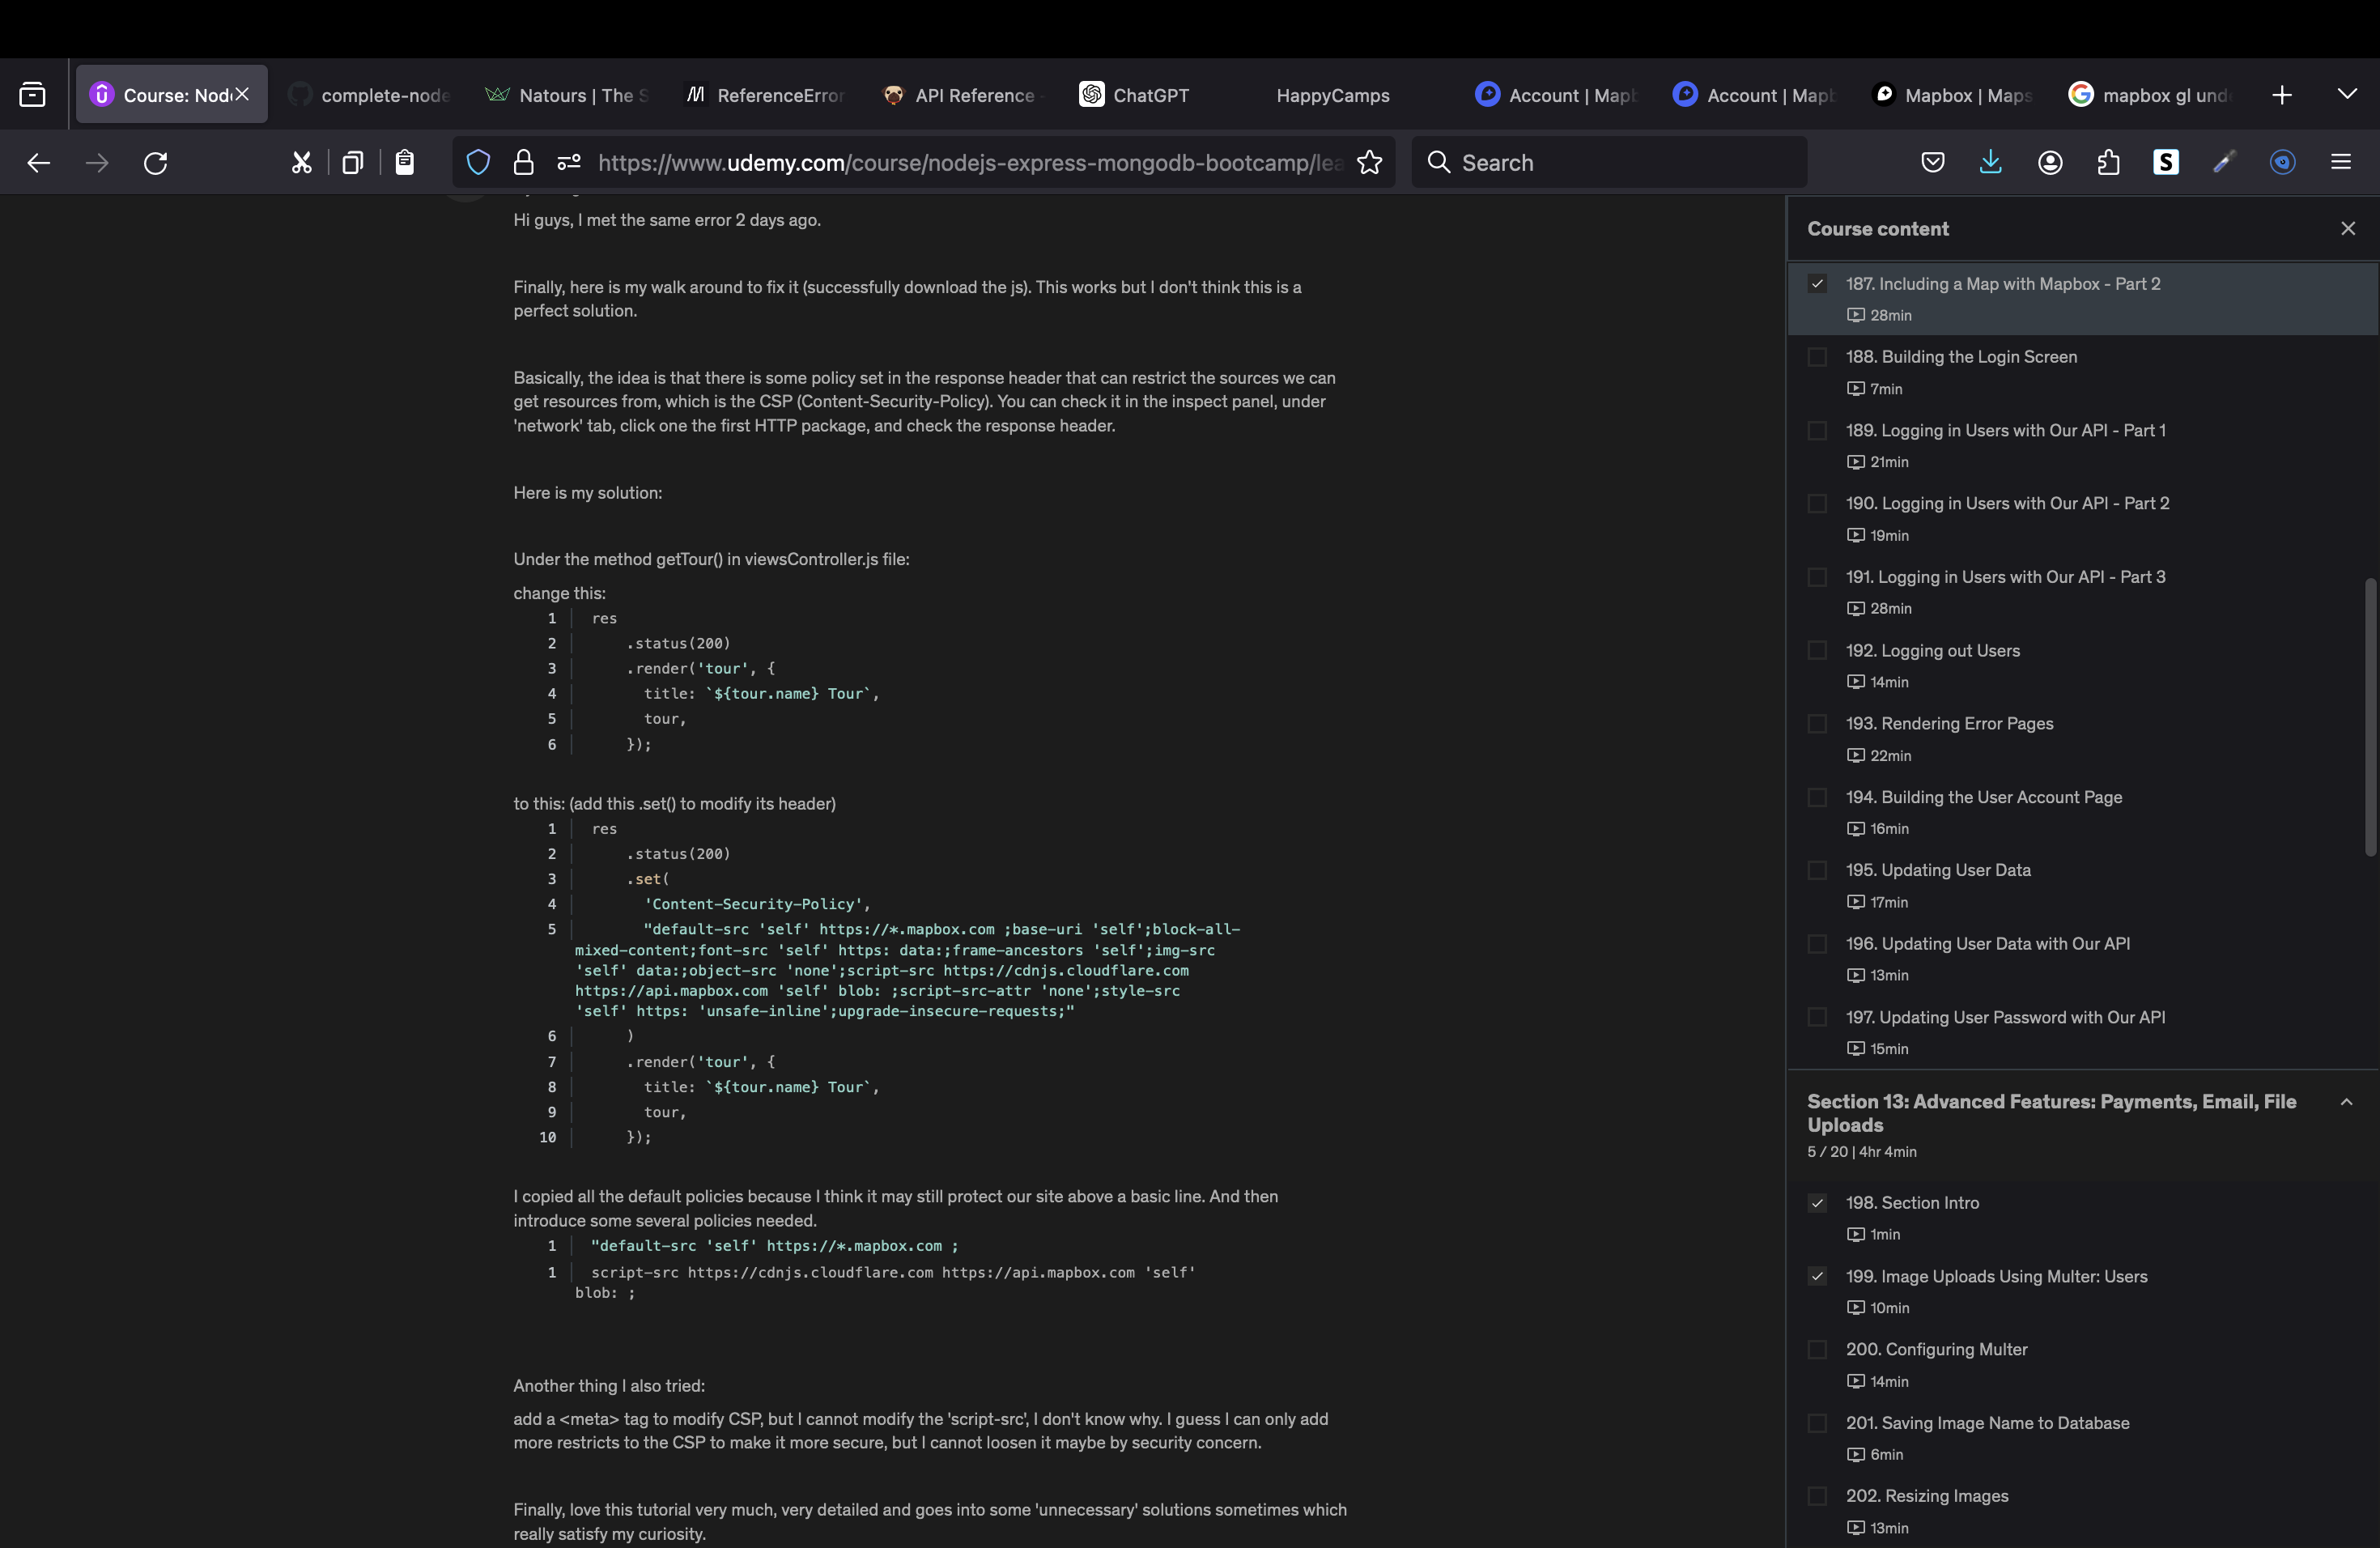 Course: Nod
complete-node
Natours | The S
ReferenceError
API Reference -
ChatGPT
HappyCamps
Account | Mapb
Account | Mapb
Mapbox | Maps
mapbox gl und
https://www.udemy.com/course/nodejs-express-mongodb-bootcamp/lea
Search
Hi guys, I met the same error 2 days ago.
Finally, here is my walk around to fix it (successfully download the js). This works but I don't think this is a
perfect solution.
Basically, the idea is that there is some policy set in the response header that can restrict the sources we can
get resources from, which is the CSP (Content-Security-Policy). You can check it in the inspect panel, under
'network' tab, click one the first HTTP package, and check the response header.
Here is my solution:
Under the method getTour() in viewsController.js file:
change this:
1 res
2 .status(200)
3 .render('tour', {
4 title: `${tour.name} Tour`,
5 tour,
6 });
to this: (add this .set() to modify its header)
1 res
2 .status(200)
3 .set(
4 'Content-Security-Policy',
5 "default-src 'self' https://*.mapbox.com ;base-uri 'self';block-all-
mixed-content;font-src 'self' https: data:;frame-ancestors 'self';img-src
'self' data:;object-src 'none';script-src https://cdnjs.cloudflare.com
https://api.mapbox.com 'self' blob: ;script-src-attr 'none';style-src
'self' https: 'unsafe-inline';upgrade-insecure-requests;"
6 )
7 .render('tour', {
8 title: `${tour.name} Tour`,
9 tour,
10 });
I copied all the default policies because I think it may still protect our site above a basic line. And then
introduce some several policies needed.
1 "default-src 'self' https://*.mapbox.com ;
1 script-src https://cdnjs.cloudflare.com https://api.mapbox.com 'self'
blob: ;
Another thing I also tried:
add a <meta> tag to modify CSP, but I cannot modify the 'script-src', I don't know why. I guess I can only add
more restricts to the CSP to make it more secure, but I cannot loosen it maybe by security concern.
Finally, love this tutorial very much, very detailed and goes into some 'unnecessary' solutions sometimes which
really satisfy my curiosity.
Course content
187. Including a Map with Mapbox - Part 2
28min
188. Building the Login Screen
7min
189. Logging in Users with Our API - Part 1
21min
190. Logging in Users with Our API - Part 2
19min
191. Logging in Users with Our API - Part 3
28min
192. Logging out Users
14min
193. Rendering Error Pages
22min
194. Building the User Account Page
16min
195. Updating User Data
17min
196. Updating User Data with Our API
13min
197. Updating User Password with Our API
15min
Section 13: Advanced Features: Payments, Email, File
Uploads
5 / 20 | 4hr 4min
198. Section Intro
1min
199. Image Uploads Using Multer: Users
10min
200. Configuring Multer
14min
201. Saving Image Name to Database
6min
202. Resizing Images
13min